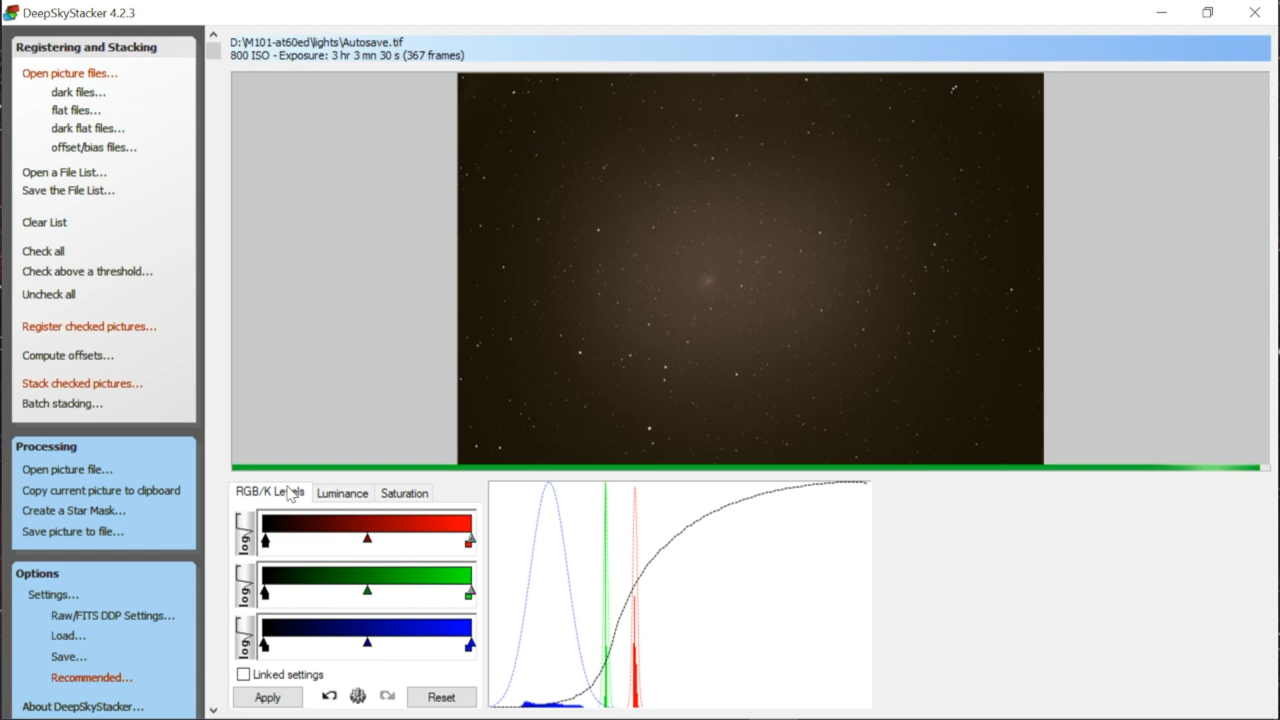 DeepSkyStacker 4.2.3
Registering and Stacking
Open picture files...
dark files...
flat files...
dark flat files...
offset/bias files...
Open a File List...
Save the File List...
Clear List
Check all
Check above a threshold...
Uncheck all
Register checked pictures...
Compute offsets...
Stack checked pictures...
Batch stacking...
Processing
Open picture file...
Copy current picture to clipboard
Create a Star Mask...
Save picture to file...
Options
Settings...
Raw/FITS DDP Settings...
Load...
Save...
Recommended...
About DeepSkyStacker...
D:\M101-at60ed\lights\Autosave.tif
800 ISO - Exposure: 3 hr 3 mn 30 s (367 frames)
RGB/K Levels Luminance Saturation
log
log
log
Linked settings
Apply Reset